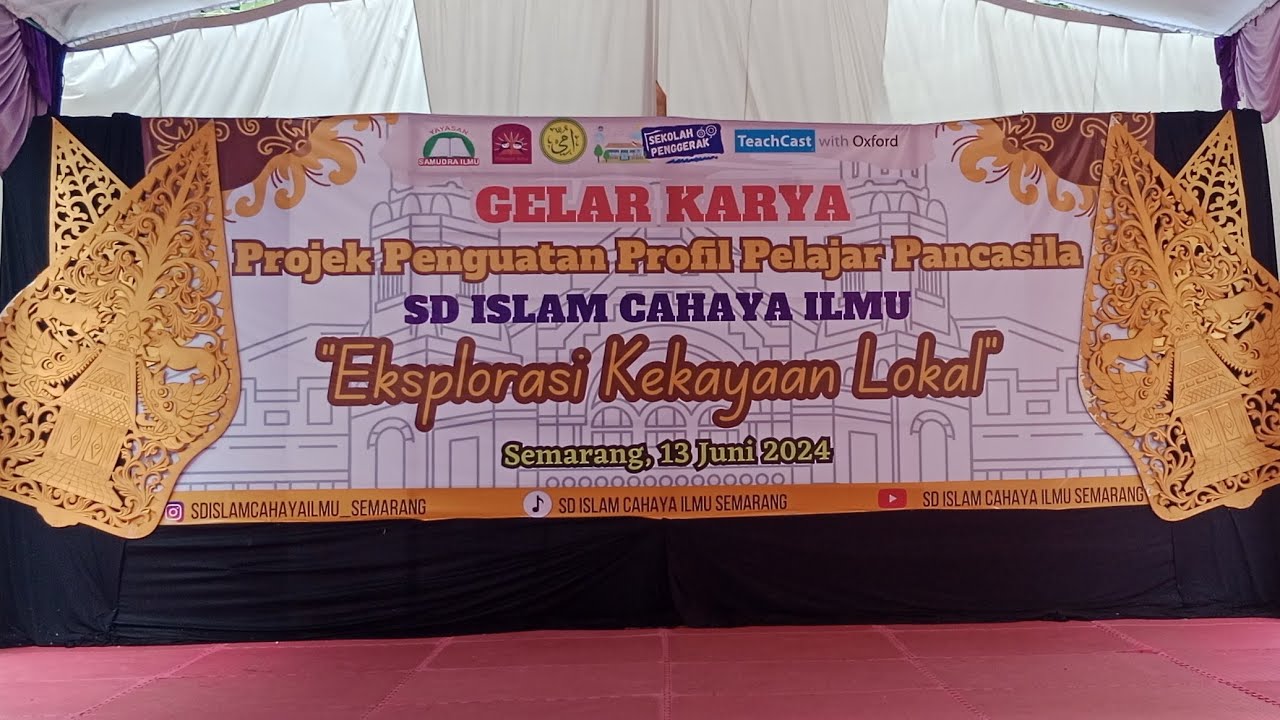 YAYASAN
SAMUDRA ILMU
SEKOLAH
PENGGERAK
TeachCast with Oxford
GELAR KARYA
Projek Penguatan Profil Pelajar Pancasila
SD ISLAM CAHAYA ILMU
"Eksplorasi Kekayaan Lokal"
Semarang, 13 Juni 2024
SDISLAMCAHAYAILMU_SEMARANG
SD ISLAM CAHAYA ILMU SEMARANG
SD ISLAM CAHAYA ILMU SEMARANG